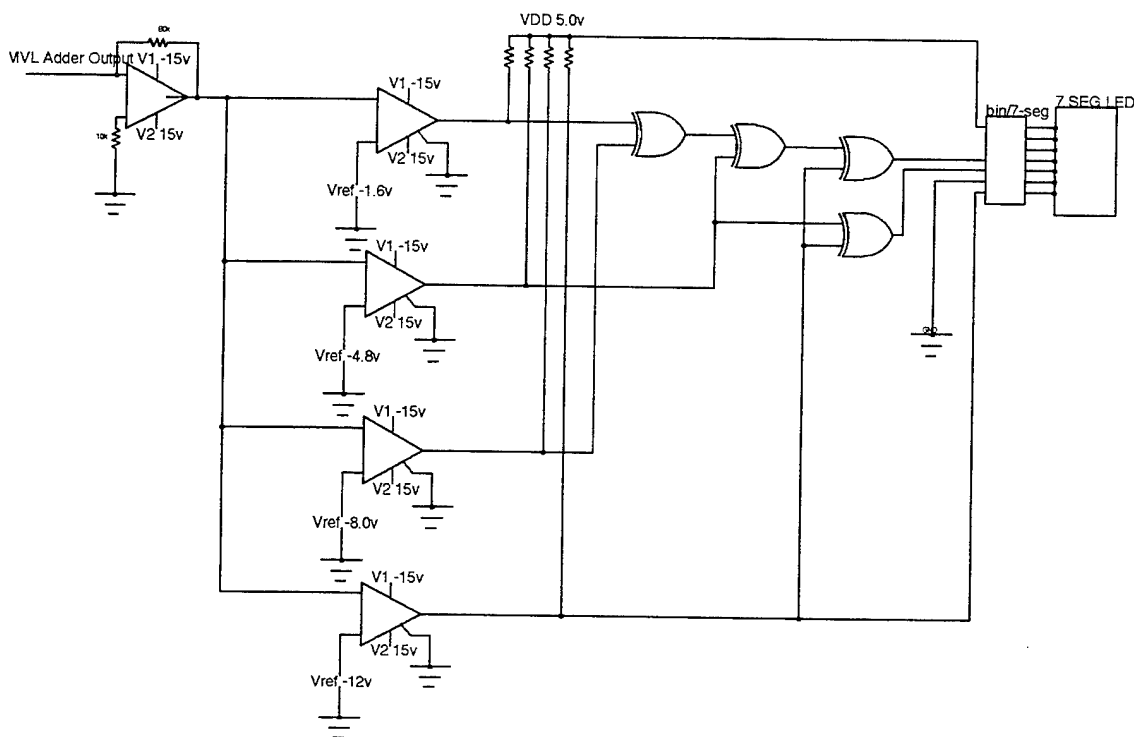 80k
VDD 5.0v
MVL Adder Output
V1 -15v
V2 15v
10k
V1 -15v
V2 15v
Vref -1.6v
bin/7-seg
7 SEG LED
V1 -15v
V2 15v
Vref -4.8v
V1 -15v
V2 15v
Vref -8.0v
V1 -15v
V2 15v
Vref -12v